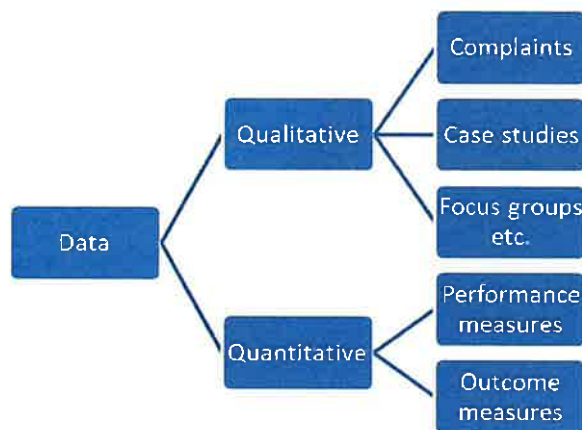 Complaints
Qualitative
Case studies
Focus groups
etc.
Data
Performance
measures
Quantitative
Outcome
measures